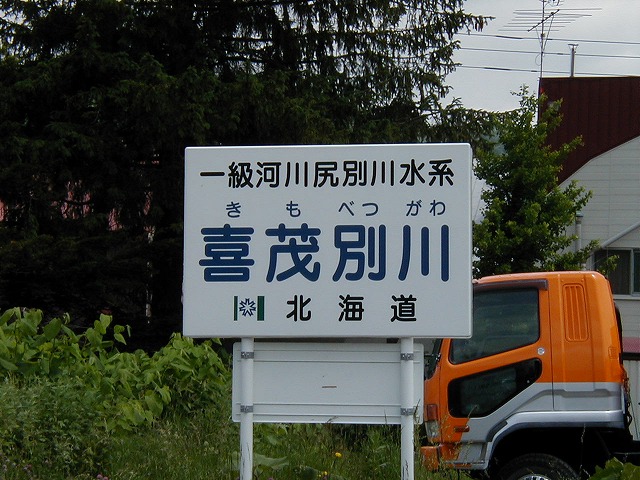 一級河川尻別川水系
きもべつがわ
喜茂別川
北海道